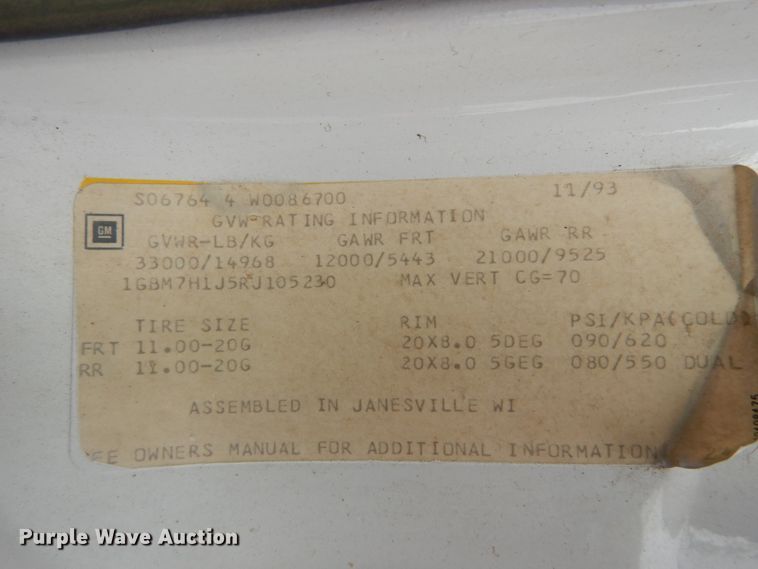 S06764 4 W0086700 11/93
GVW-RATING INFORMATION
GM
GVWR-LB/KG GAWR FRT GAWR RR
33000/14968 12000/5443 21000/9525
1GBM7H1J5RJ105230 MAX VERT CG=70
TIRE SIZE RIM PSI/KPA(COLD)
FRT 11.00-20G 20X8.0 5DEG 090/620
RR 11.00-20G 20X8.0 5GEG 080/550 DUAL
ASSEMBLED IN JANESVILLE WI
EE OWNERS MANUAL FOR ADDITIONAL INFORMATION
Purple Wave Auction